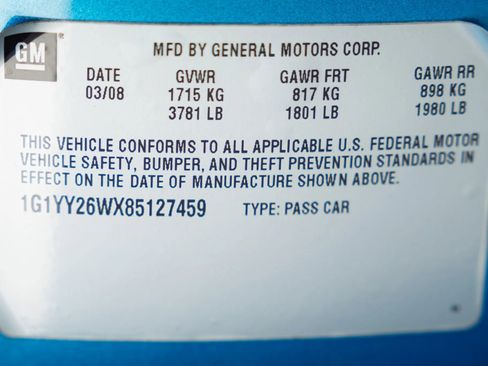 GM
MFD BY GENERAL MOTORS CORP.
DATE GVWR GAWR FRT GAWR RR
03/08 1715 KG 817 KG 898 KG
3781 LB 1801 LB 1980 LB
THIS VEHICLE CONFORMS TO ALL APPLICABLE U.S. FEDERAL MOTOR
VEHICLE SAFETY, BUMPER, AND THEFT PREVENTION STANDARDS IN
EFFECT ON THE DATE OF MANUFACTURE SHOWN ABOVE.
1G1YY26WX85127459 TYPE: PASS CAR